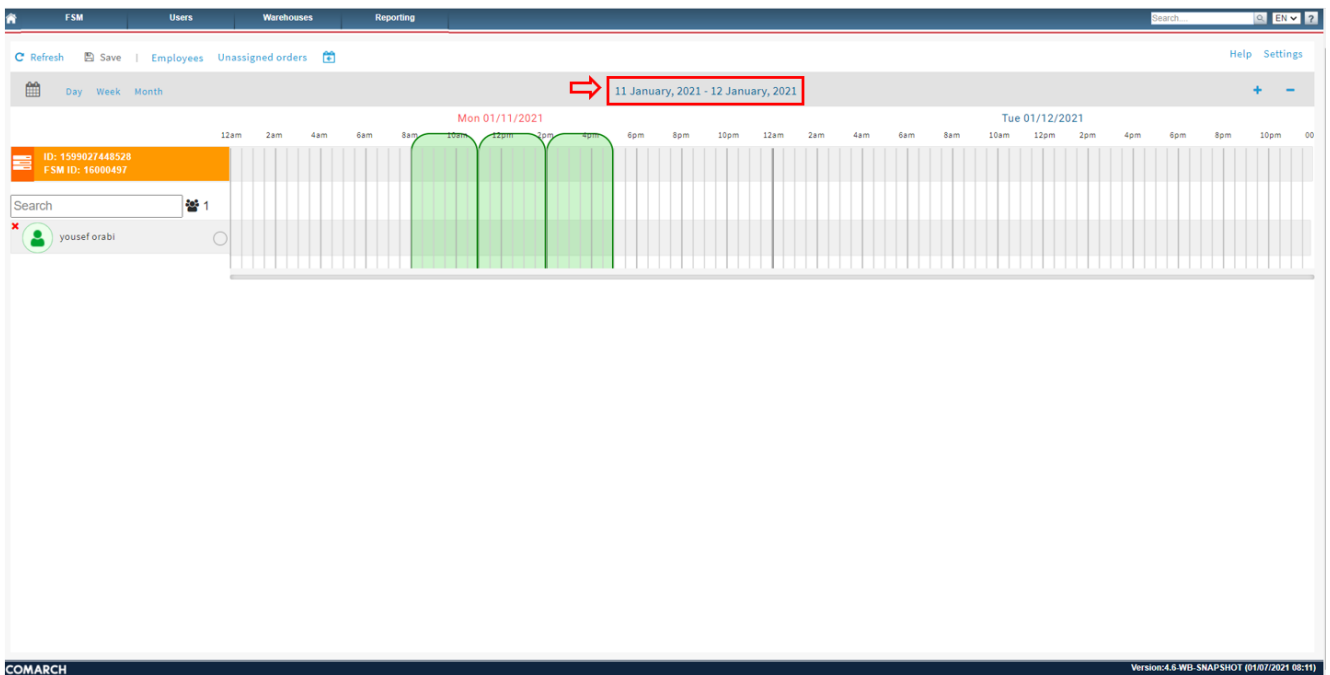 FSM Users Warehouses Reporting Search... EN ?
Refresh Save | Employees Unassigned orders Help Settings
Day Week Month 11 January, 2021 - 12 January, 2021 + -
Mon 01/11/2021 Tue 01/12/2021
12am 2am 4am 6am 8am 10am 12pm 2pm 4pm 6pm 8pm 10pm 12am 2am 4am 6am 8am 10am 12pm 2pm 4pm 6pm 8pm 10pm 00
ID: 1599027448528
FSM ID: 16000497
Search 1
yousef orabi
COMARCH Version:4.6-WB-SNAPSHOT (01/07/2021 08:11)